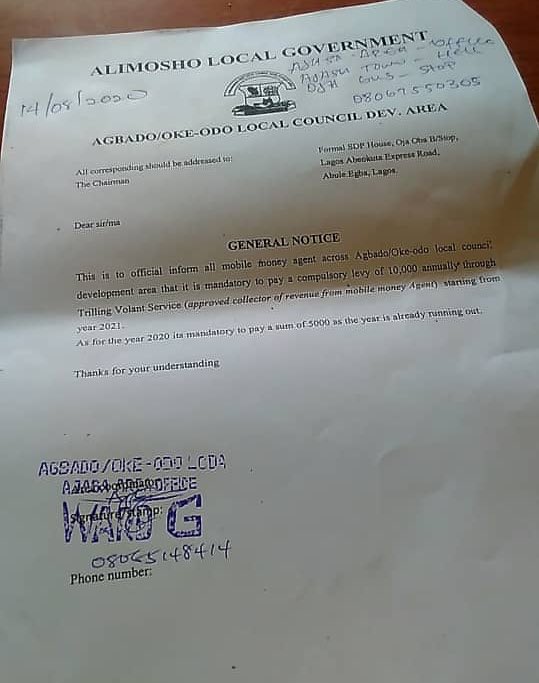 ALIMOSHO LOCAL GOVERNMENT
14/08/2020
OFFICE
TOWN
BUS - STOP
08067550305
AGBADO/OKE-ODO LOCAL COUNCIL DEV. AREA
All corresponding should be addressed to:
The Chairman
Formal SDP House, Oja Oba B/Stop,
Lagos Abeokuta Express Road,
Abule Egba, Lagos.
Dear sir/ma
GENERAL NOTICE
This is to official inform all mobile money agent across Agbado/Oke-odo local council
development area that it is mandatory to pay a compulsory levy of 10,000 annually through
Trilling Volant Service (approved collector of revenue from mobile money Agent) starting from
year 2021.
As for the year 2020 its mandatory to pay a sum of 5000 as the year is already running out.
Thanks for your understanding
AGBADO/OKE-ODO LCDA
OFFICE
Signature/Stamp:
WARD G
08065148414
Phone number: